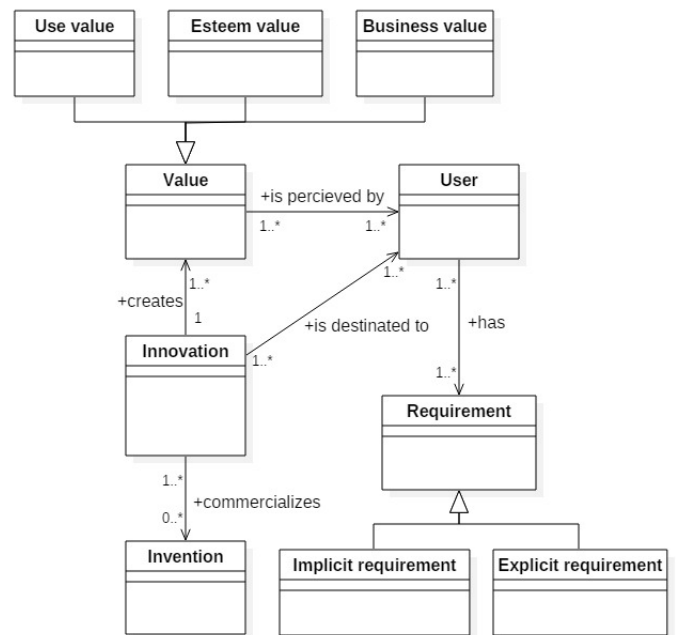 Use value
Esteem value
Business value
Value
+is percieved by
User
1..*
1..*
1..*
+creates
1
1..*
+is destinated to
1..*
1..*
+has
1..*
Innovation
1..*
+commercializes
0..*
Requirement
Invention
Implicit requirement
Explicit requirement